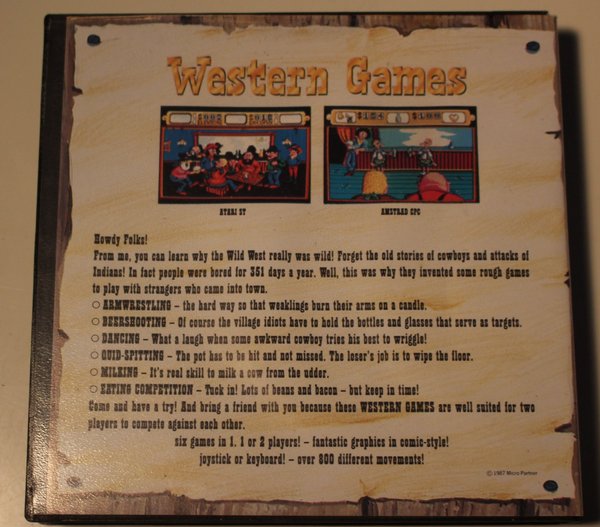 Western Games
ATARI ST
AMSTRAD CPC
Howdy Folks!
From me, you can learn why the Wild West really was wild! Forget the old stories of cowboys and attacks of
Indians! In fact people were bored for 351 days a year. Well, this was why they invented some rough games
to play with strangers who came into town.
○ ARMWRESTLING – the hard way so that weaklings burn their arms on a candle.
○ BEERSHOOTING – Of course the village idiots have to hold the bottles and glasses that serve as targets.
○ DANCING – What a laugh when some awkward cowboy tries his best to wriggle!
○ QUID-SPITTING – The pot has to be hit and not missed. The loser's job is to wipe the floor.
○ MILKING – It's real skill to milk a cow from the udder.
○ EATING COMPETITION – Tuck in! Lots of beans and bacon – but keep in time!
Come and have a try! And bring a friend with you because these WESTERN GAMES are well suited for two
players to compete against each other.
six games in 1. 1 or 2 players! – fantastic graphics in comic-style!
joystick or keyboard! – over 800 different movements!
© 1987 Micro Partner